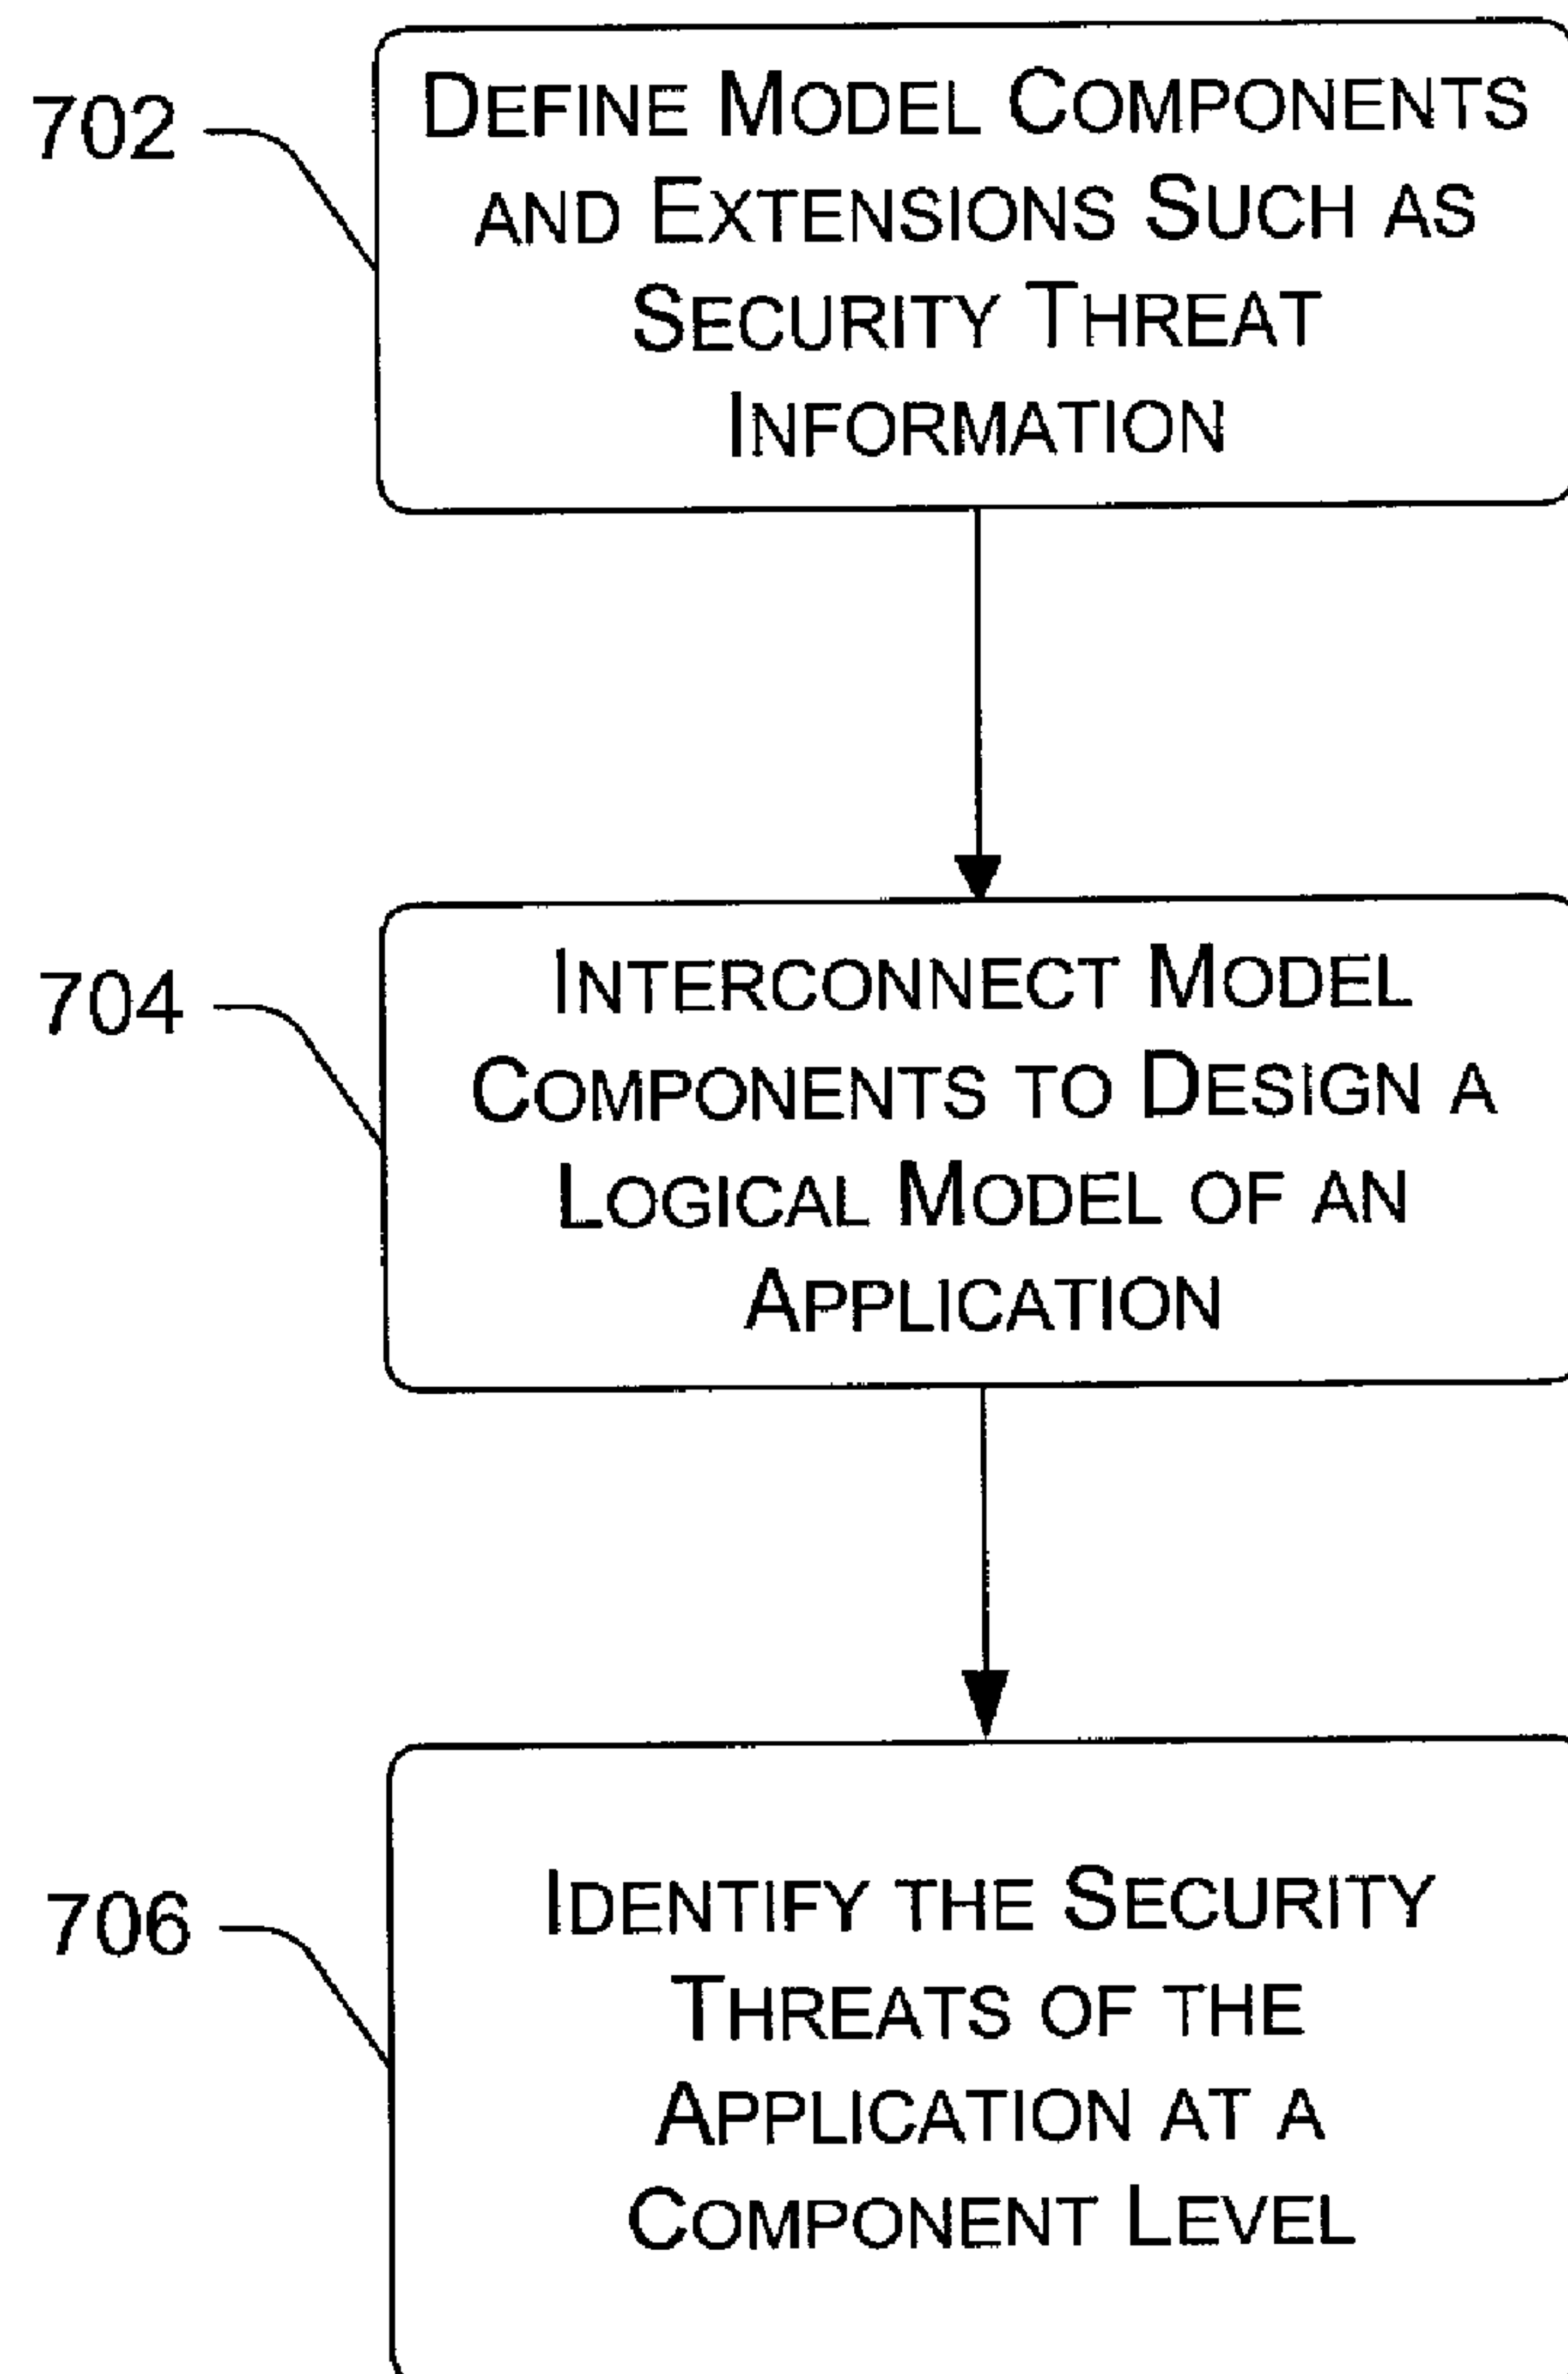 702
DEFINE MODEL COMPONENTS
AND EXTENSIONS SUCH AS
SECURITY THREAT
INFORMATION
704
INTERCONNECT MODEL
COMPONENTS TO DESIGN A
LOGICAL MODEL OF AN
APPLICATION
706
IDENTIFY THE SECURITY
THREATS OF THE
APPLICATION AT A
COMPONENT LEVEL